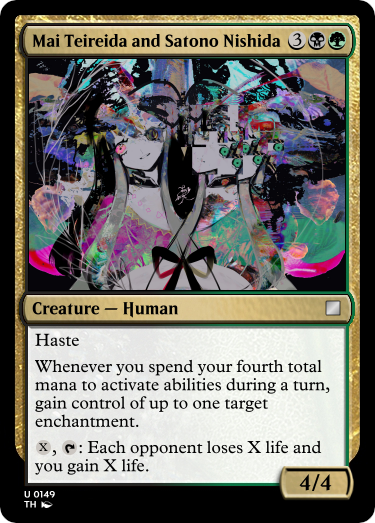 Mai Teireida and Satono Nishida 3
Creature — Human
Haste
Whenever you spend your fourth total
mana to activate abilities during a turn,
gain control of up to one target
enchantment.
X, : Each opponent loses X life and
you gain X life.
4/4
U 0149
TH